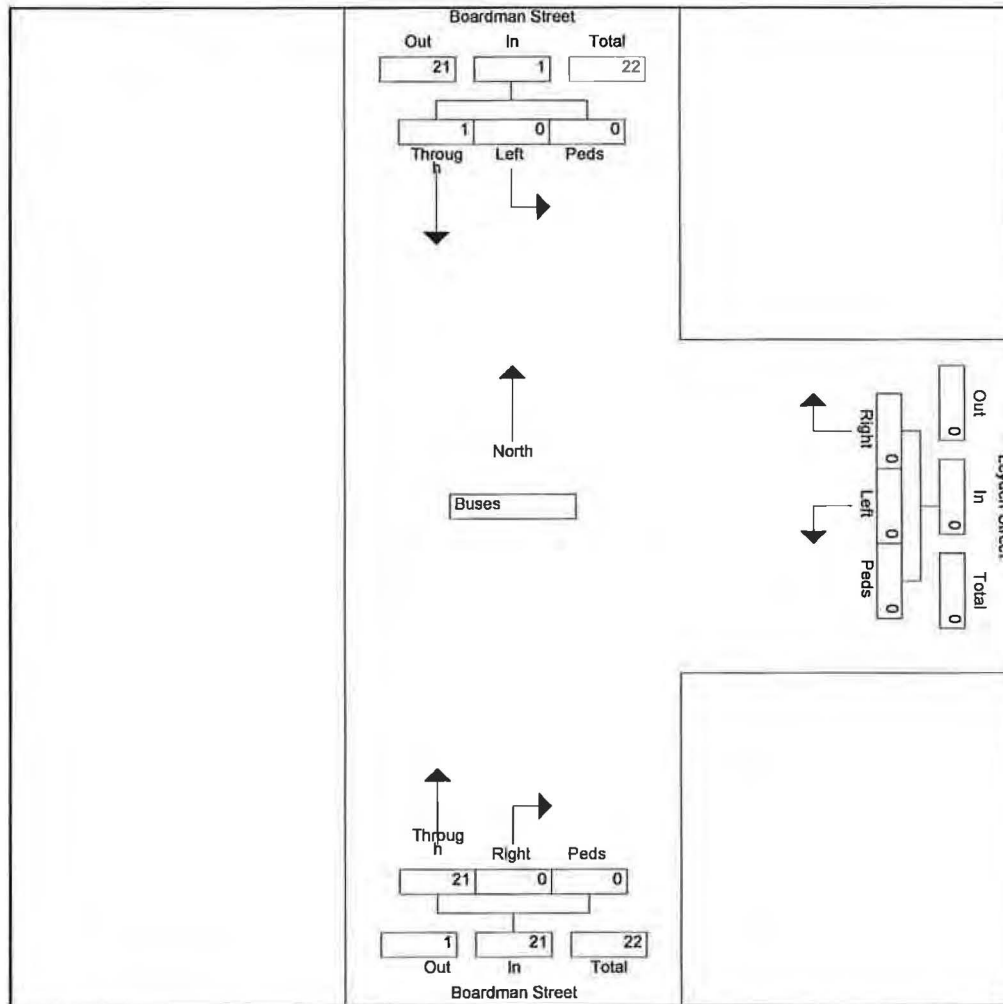 Boardman Street
Out In Total
21 1 22
1 0 0
Throug
h
Left Peds
North
Buses
Out In Total
0 0 0
Right Left Peds
0 0 0
Street
Throug
h
Right Peds
21 0 0
1 21 22
Out In Total
Boardman Street